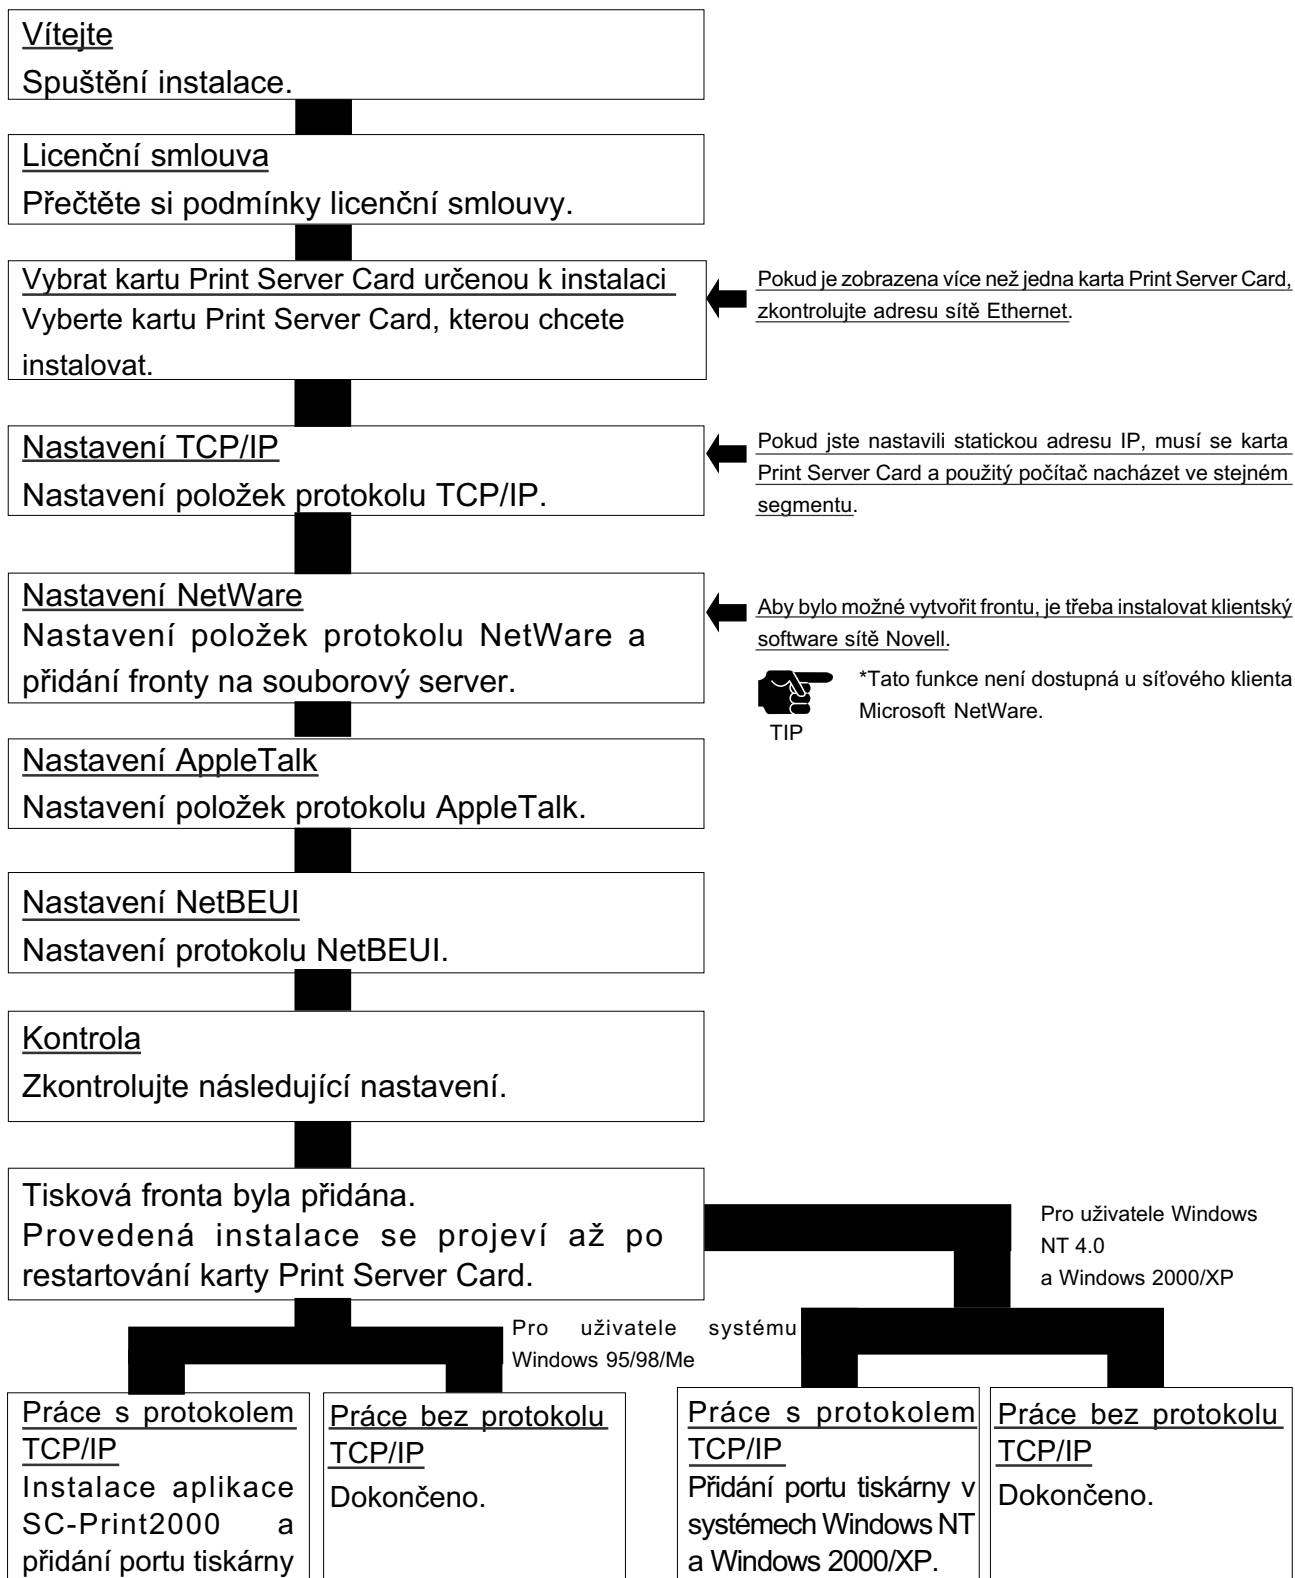 Vítejte
Spuštění instalace.
Licenční smlouva
Přečtěte si podmínky licenční smlouvy.
Vybrat kartu Print Server Card určenou k instalaci
Vyberte kartu Print Server Card, kterou chcete
instalovat.
Pokud je zobrazena více než jedna karta Print Server Card,
zkontrolujte adresu sítě Ethernet.
Nastavení TCP/IP
Nastavení položek protokolu TCP/IP.
Pokud jste nastavili statickou adresu IP, musí se karta
Print Server Card a použitý počítač nacházet ve stejném
segmentu.
Nastavení NetWare
Nastavení položek protokolu NetWare a
přidání fronty na souborový server.
Aby bylo možné vytvořit frontu, je třeba instalovat klientský
software sítě Novell.
*Tato funkce není dostupná u síťového klienta
Microsoft NetWare.
TIP
Nastavení AppleTalk
Nastavení položek protokolu AppleTalk.
Nastavení NetBEUI
Nastavení protokolu NetBEUI.
Kontrola
Zkontrolujte následující nastavení.
Tisková fronta byla přidána.
Provedená instalace se projeví až po
restartování karty Print Server Card.
Pro uživatele Windows
NT 4.0
a Windows 2000/XP
Pro uživatele systému
Windows 95/98/Me
Práce s protokolem
TCP/IP
Instalace aplikace
SC-Print2000 a
přidání portu tiskárny
Práce bez protokolu
TCP/IP
Dokončeno.
Práce s protokolem
TCP/IP
Přidání portu tiskárny v
systémech Windows NT
a Windows 2000/XP.
Práce bez protokolu
TCP/IP
Dokončeno.